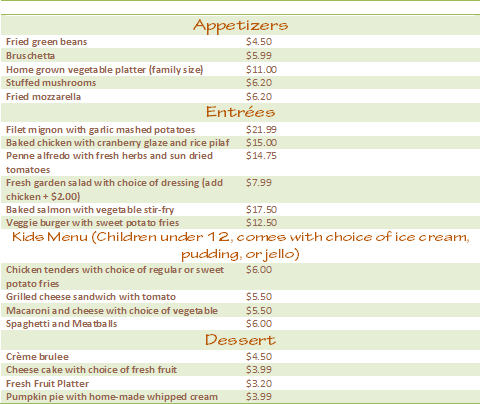 Appetizers
Fried green beans $4.50
Bruschetta $5.99
Home grown vegetable platter (family size) $11.00
Stuffed mushrooms $6.20
Fried mozzarella $6.20
Entrées
Filet mignon with garlic mashed potatoes $21.99
Baked chicken with cranberry glaze and rice pilaf $15.00
Penne alfredo with fresh herbs and sun dried $14.75
tomatoes
Fresh garden salad with choice of dressing (add $7.99
chicken + $2.00)
Baked salmon with vegetable stir-fry $17.50
Veggie burger with sweet potato fries $12.50
Kids Menu (Children under 12, comes with choice of ice cream,
pudding, or jello)
Chicken tenders with choice of regular or sweet $6.00
potato fries
Grilled cheese sandwich with tomato $5.50
Macaroni and cheese with choice of vegetable $5.50
Spaghetti and Meatballs $6.00
Dessert
Crème brulee $4.50
Cheese cake with choice of fresh fruit $3.99
Fresh Fruit Platter $3.20
Pumpkin pie with home-made whipped cream $3.99